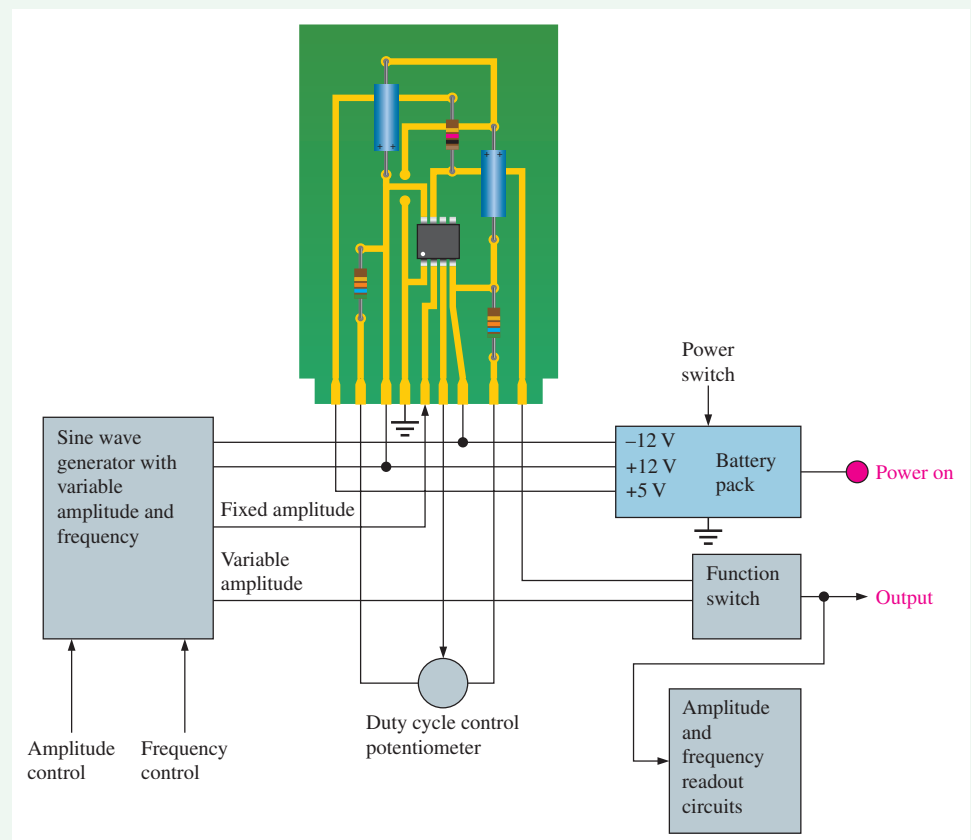 Power
switch
Sine wave
generator with
variable
amplitude and
frequency
–12 V
+12 V
+5 V
Battery
pack
Power on
Fixed amplitude
Variable
amplitude
Function
switch
Output
Duty cycle control
potentiometer
Amplitude
control
Frequency
control
Amplitude
and
frequency
readout
circuits